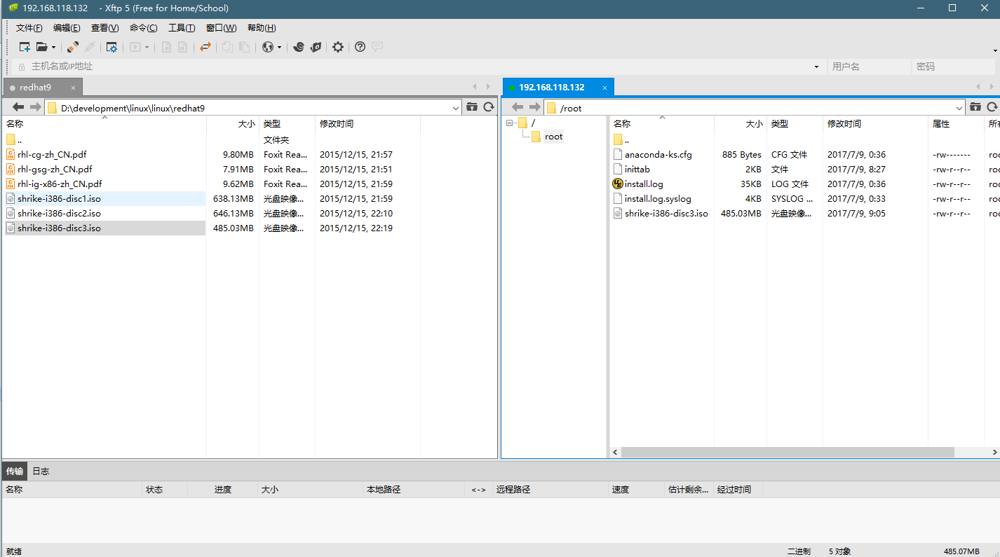 192.168.118.132 - Xftp 5 (Free for Home/School)
文件(F) 编辑(E) 查看(V) 命令(C) 工具(T) 窗口(W) 帮助(H)
主机名或IP地址 用户名 密码
redhat9
D:\development\linux\linux\redhat9
名称 大小 类型 修改时间
.. 文件夹
rhl-cg-zh_CN.pdf 9.80MB Foxit Rea... 2015/12/15, 21:57
rhl-gsg-zh_CN.pdf 7.91MB Foxit Rea... 2015/12/15, 21:51
rhl-ig-x86-zh_CN.pdf 9.62MB Foxit Rea... 2015/12/15, 21:59
shrike-i386-disc1.iso 638.13MB 光盘映像... 2015/12/15, 21:59
shrike-i386-disc2.iso 646.13MB 光盘映像... 2015/12/15, 22:10
shrike-i386-disc3.iso 485.03MB 光盘映像... 2015/12/15, 22:19
192.168.118.132
/root
/
root
名称 大小 类型 修改时间 属性 所有
..
anaconda-ks.cfg 885 Bytes CFG 文件 2017/7/9, 0:36 -rw------- roo
inittab 2KB 文件 2017/7/9, 8:27 -rw-r--r-- roo
install.log 35KB LOG 文件 2017/7/9, 0:36 -rw-r--r-- roo
install.log.syslog 4KB SYSLOG ... 2017/7/9, 0:33 -rw-r--r-- roo
shrike-i386-disc3.iso 485.03MB 光盘映像... 2017/7/9, 9:05 -rw-r--r-- roo
传输 日志
名称 状态 进度 大小 本地路径 <-> 远程路径 速度 估计剩余... 经过时间
就绪 二进制 5 对象 485.07MB